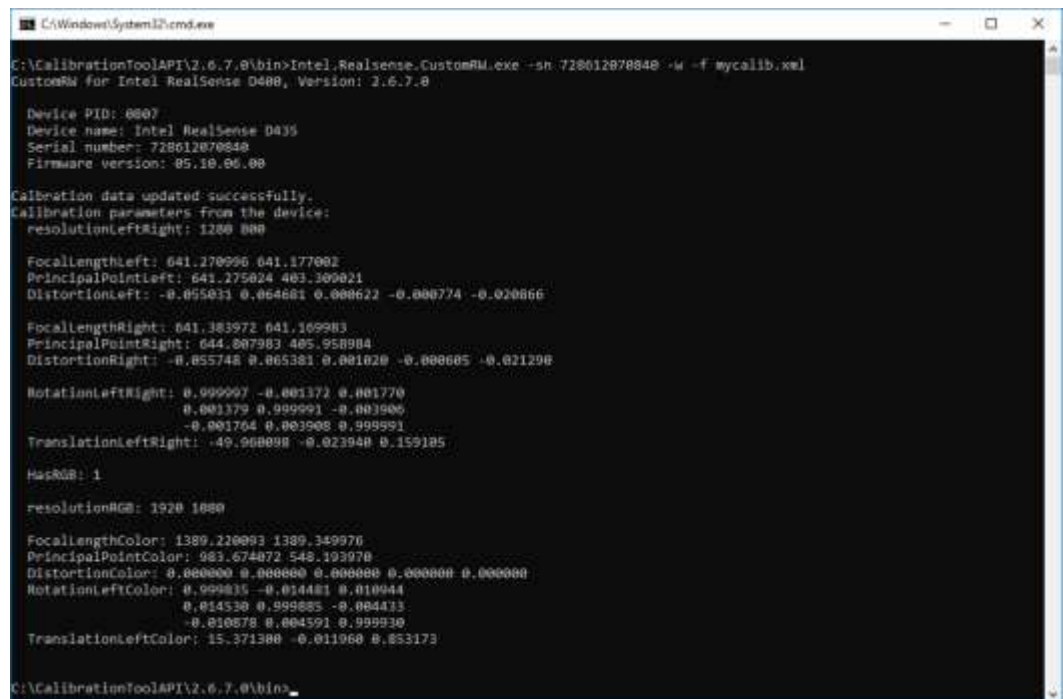 C:\Windows\System32\cmd.exe
C:\CalibrationToolAPI\2.6.7.0\bin>Intel.Realsense.CustomRW.exe -sn 728612070840 -w -f mycalib.xml
CustomRW for Intel RealSense D400, Version: 2.6.7.0
Device PID: 0B07
Device name: Intel RealSense D435
Serial number: 728612070840
Firmware version: 05.10.06.00
Calbration data updated successfully.
Calibration parameters from the device:
resolutionLeftRight: 1280 800
FocalLengthLeft: 641.270996 641.177002
PrincipalPointLeft: 641.275024 403.309021
DistortionLeft: -0.055031 0.064681 0.000622 -0.000774 -0.020866
FocalLengthRight: 641.383972 641.169983
PrincipalPointRight: 644.807983 405.958984
DistortionRight: -0.055748 0.065381 0.001020 -0.000605 -0.021290
RotationLeftRight: 0.999997 -0.001372 0.001770
0.001379 0.999991 -0.003906
-0.001764 0.003908 0.999991
TranslationLeftRight: -49.960098 -0.023940 0.159105
HasRGB: 1
resolutionRGB: 1920 1080
FocalLengthColor: 1389.220093 1389.349976
PrincipalPointColor: 983.674072 548.193970
DistortionColor: 0.000000 0.000000 0.000000 0.000000 0.000000
RotationLeftColor: 0.999835 -0.014481 0.010944
0.014530 0.999885 -0.004433
-0.010878 0.004591 0.999930
TranslationLeftColor: 15.371300 -0.011960 0.853173
C:\CalibrationToolAPI\2.6.7.0\bin>